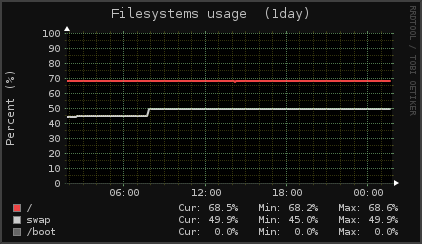 Filesystems usage  (1day)
RRDTOOL / TOBI OETIKER
Percent (%)
100
90
80
70
60
50
40
30
20
10
0
06:00 12:00 18:00 00:00
/ Cur: 68.5% Min: 68.2% Max: 68.6%
swap Cur: 49.9% Min: 45.0% Max: 49.9%
/boot Cur: 0.0% Min: 0.0% Max: 0.0%